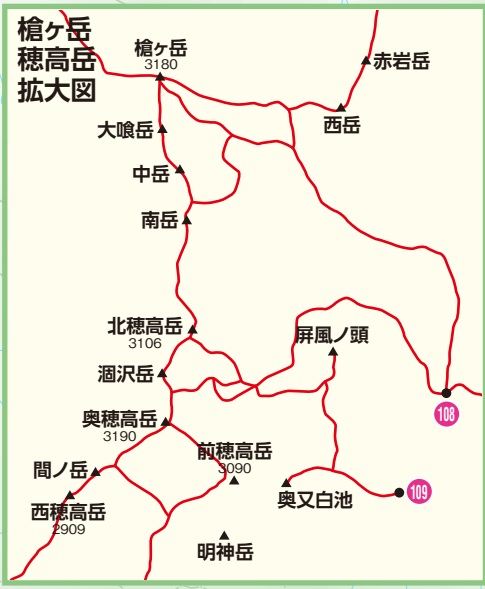 槍ヶ岳
穂高岳
拡大図
槍ヶ岳
3180
赤岩岳
西岳
大喰岳
中岳
南岳
北穂高岳
3106
屏風ノ頭
涸沢岳
奥穂高岳
3190
108
前穂高岳
3090
間ノ岳
奥又白池
109
西穂高岳
2909
明神岳